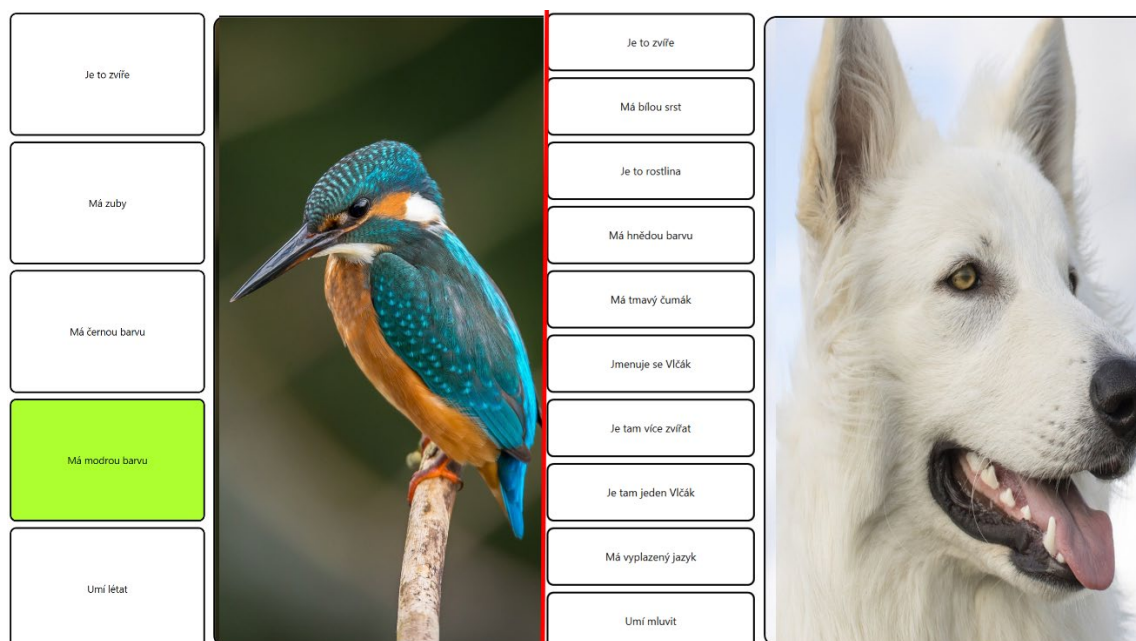 Je to zvíře
Má zuby
Má černou barvu
Má modrou barvu
Umí létat
Je to zvíře
Má bílou srst
Je to rostlina
Má hnědou barvu
Má tmavý čumák
Jmenuje se Vlčák
Je tam více zvířat
Je tam jeden Vlčák
Má vyplazený jazyk
Umí mluvit